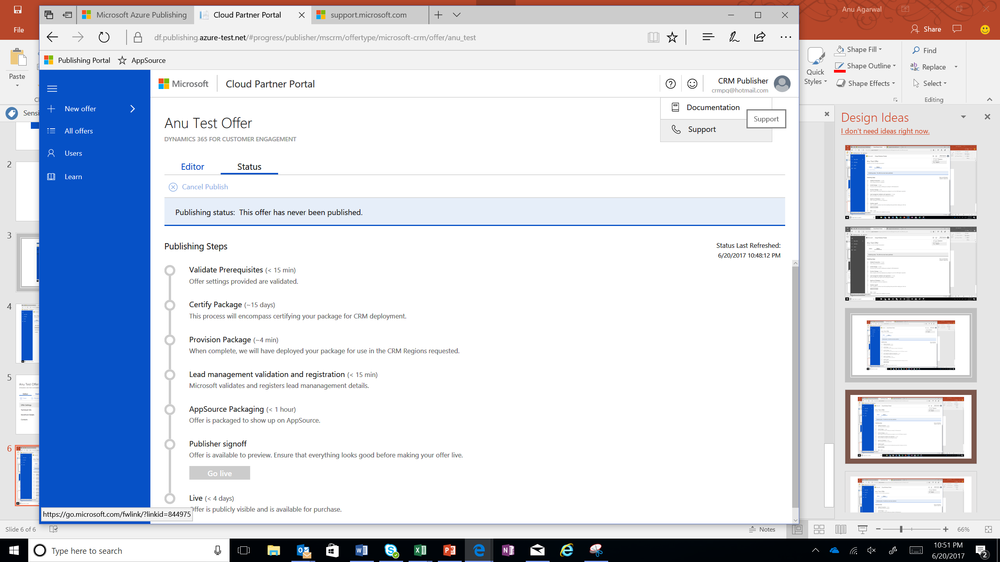 Anu Agarwal
File
Share
Microsoft Azure Publishing
Cloud Partner Portal
support.microsoft.com
df.publishing.azure-test.net/#progress/publisher/mscrm/offertype/microsoft-crm/offer/anu_test
Publishing Portal
AppSource
Paste
Quick
Styles
Shape Fill
Shape Outline
Shape Effects
Find
Replace
Select
Editing
Sensi
New offer
All offers
Users
Learn
Microsoft
Cloud Partner Portal
CRM Publisher
crmpg@hotmail.com
Documentation
Support
Support
Anu Test Offer
DYNAMICS 365 FOR CUSTOMER ENGAGEMENT
Editor
Status
Cancel Publish
Publishing status: This offer has never been published.
Publishing Steps
Status Last Refreshed:
6/20/2017 10:48:12 PM
Validate Prerequisites (< 15 min)
Offer settings provided are validated.
Certify Package (~15 days)
This process will encompass certifying your package for CRM deployment.
Provision Package (~4 min)
When complete, we will have deployed your package for use in the CRM Regions requested.
Lead management validation and registration (< 15 min)
Microsoft validates and registers lead mananagement details.
AppSource Packaging (< 1 hour)
Offer is packaged to show up on AppSource.
Publisher signoff
Offer is available to preview. Ensure that everything looks good before making your offer live.
Go live
Live (< 4 days)
Offer is publicly visible and is available for purchase.
https://go.microsoft.com/fwlink/?linkid=844975
Design Ideas
I don't need ideas right now.
2
3
4
5
Anu Test Offer
Editor
Offer Settings
Technical Info
Storefront Details
Contacts
6
Slide 6 of 6
Notes
66%
Type here to search
10:51 PM
6/20/2017
2